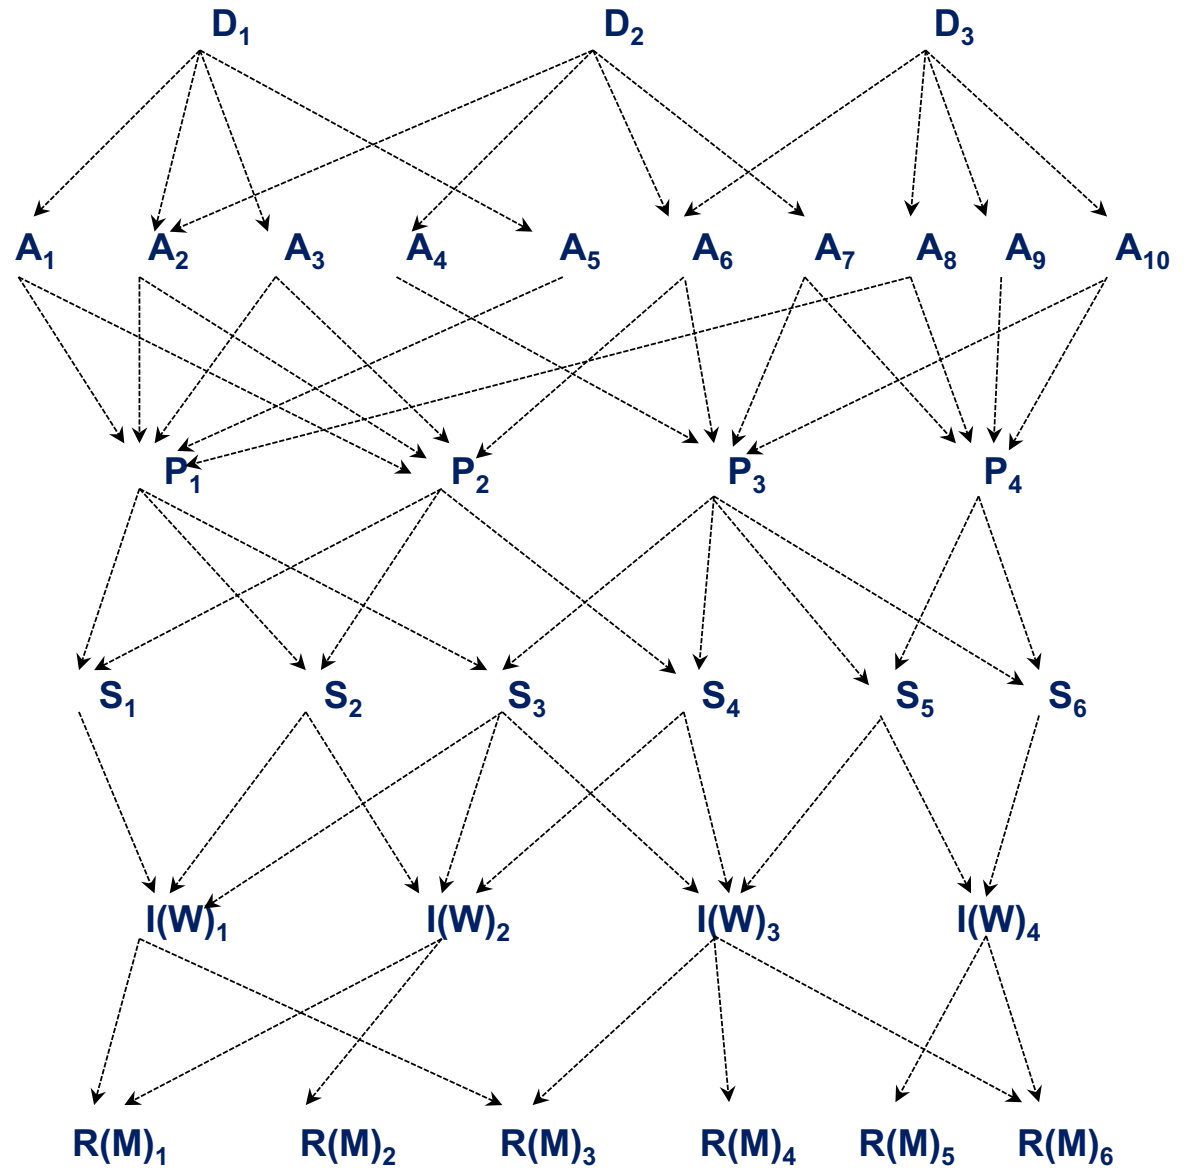 D1 D2 D3
A1 A2 A3 A4 A5 A6 A7 A8 A9 A10
P1 P2 P3 P4
S1 S2 S3 S4 S5 S6
I(W)1 I(W)2 I(W)3 I(W)4
R(M)1 R(M)2 R(M)3 R(M)4 R(M)5 R(M)6